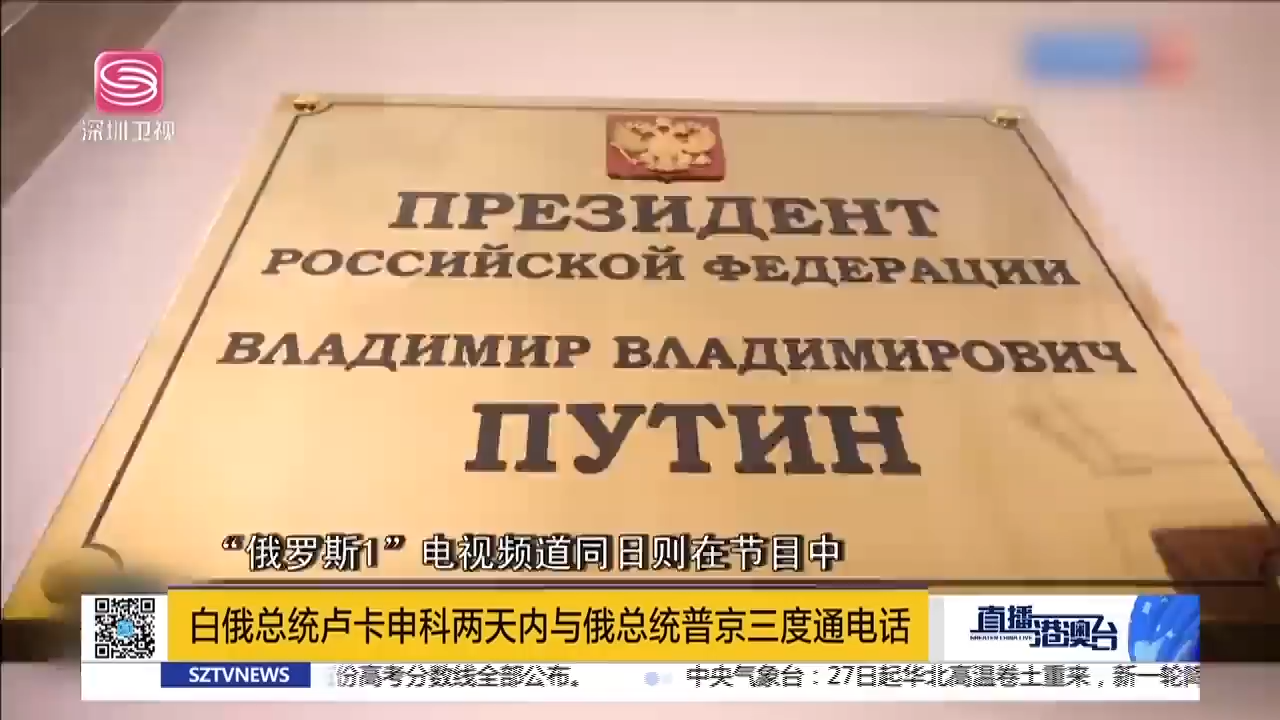 深圳卫视
ПРЕЗИДЕНТ
РОССИЙСКОЙ ФЕДЕРАЦИИ
ВЛАДИМИР ВЛАДИМИРОВИЧ
ПУТИН
“俄罗斯1”电视频道同日则在节目中
白俄总统卢卡申科两天内与俄总统普京三度通电话
直播港澳台
GREATER CHINA LIVE
SZTVNEWS
份高考分数线全部公布。 中央气象台：27日起华北高温卷土重来，新一轮